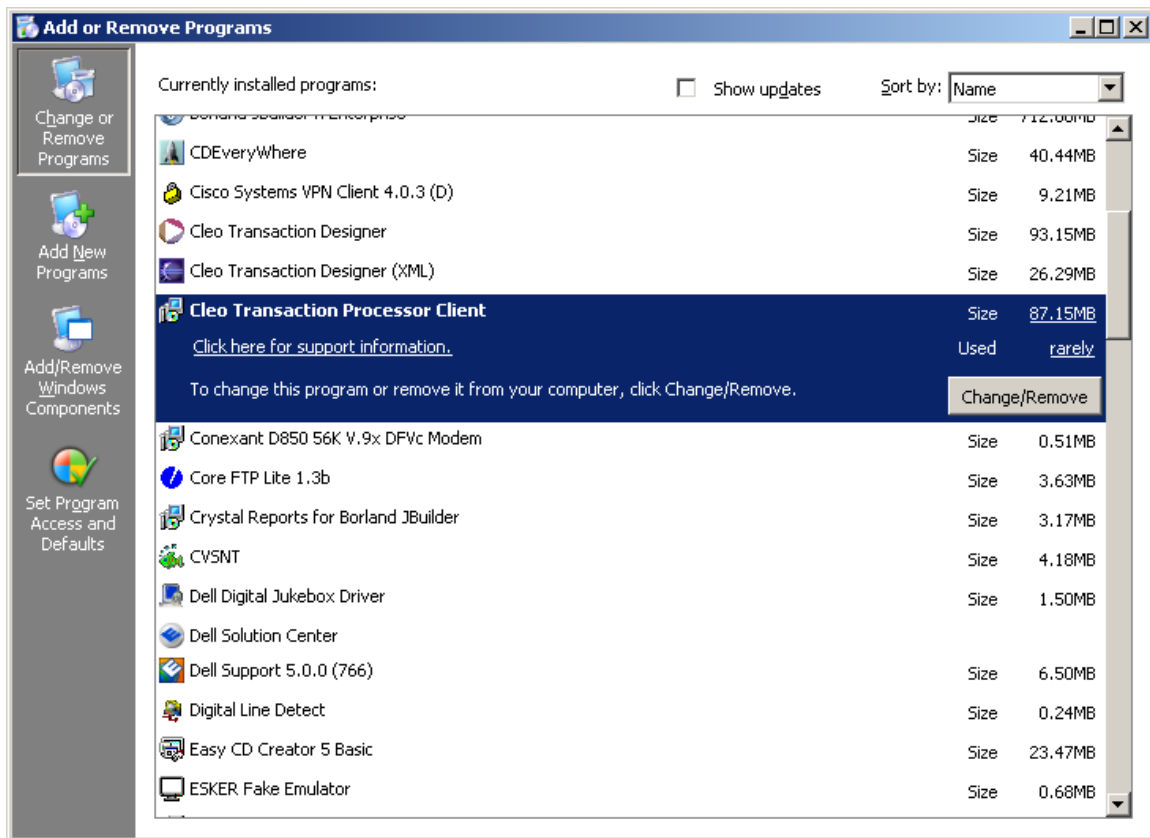 Add or Remove Programs
Change or
Remove
Programs
Add New
Programs
Add/Remove
Windows
Components
Set Program
Access and
Defaults
Currently installed programs: Show updates Sort by: Name
Size
CDEveryWhere Size 40.44MB
Cisco Systems VPN Client 4.0.3 (D) Size 9.21MB
Cleo Transaction Designer Size 93.15MB
Cleo Transaction Designer (XML) Size 26.29MB
Cleo Transaction Processor Client Size 87.15MB
Click here for support information. Used rarely
To change this program or remove it from your computer, click Change/Remove. Change/Remove
Conexant D850 56K V.9x DFVc Modem Size 0.51MB
Core FTP Lite 1.3b Size 3.63MB
Crystal Reports for Borland JBuilder Size 3.17MB
CVSNT Size 4.18MB
Dell Digital Jukebox Driver Size 1.50MB
Dell Solution Center
Dell Support 5.0.0 (766) Size 6.50MB
Digital Line Detect Size 0.24MB
Easy CD Creator 5 Basic Size 23.47MB
ESKER Fake Emulator Size 0.68MB